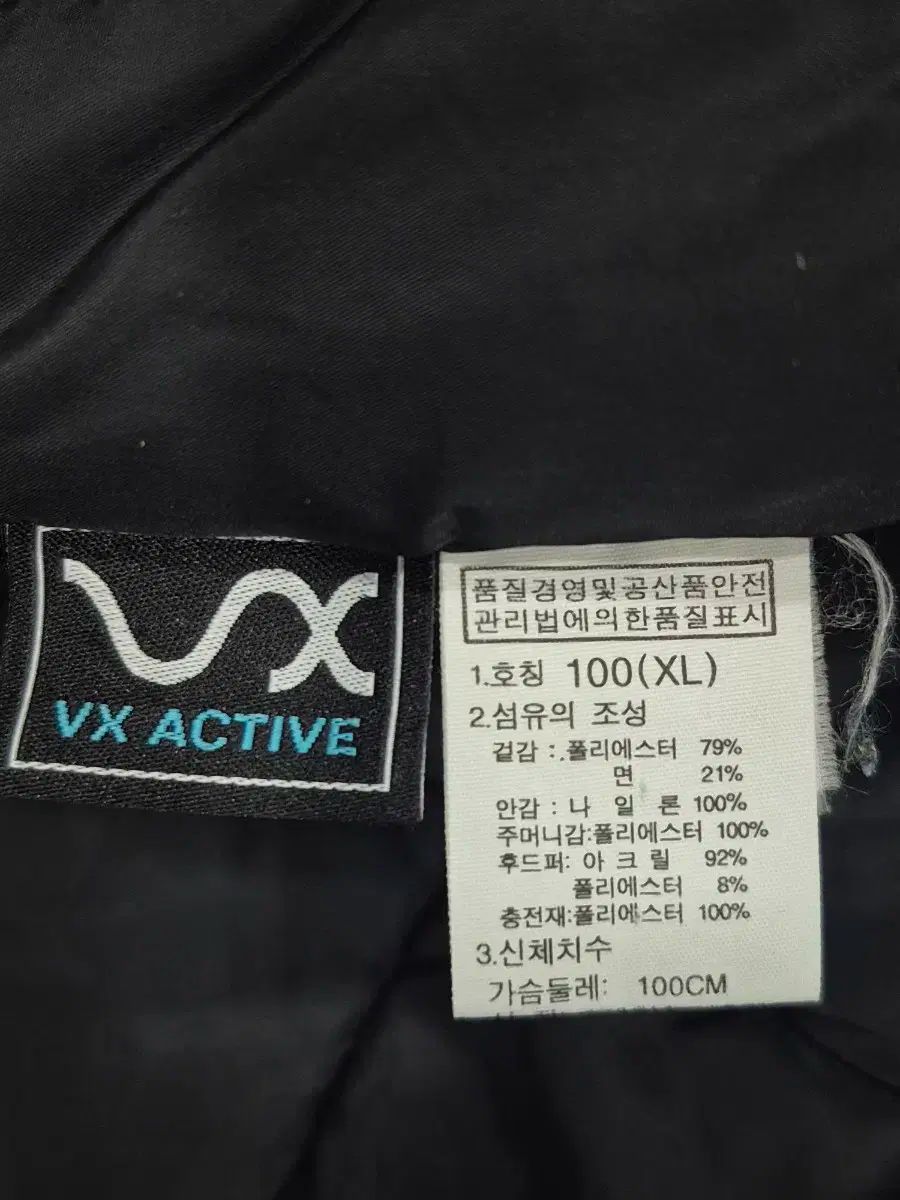 VX
VX ACTIVE
품질경영및공산품안전
관리법에의한품질표시
1.호칭 100(XL)
2.섬유의 조성
겉감 : 폴리에스터 79%
면 21%
안감 : 나 일 론 100%
주머니감:폴리에스터 100%
후드퍼: 아 크 릴 92%
폴리에스터 8%
충전재:폴리에스터 100%
3.신체치수
가슴둘레: 100CM